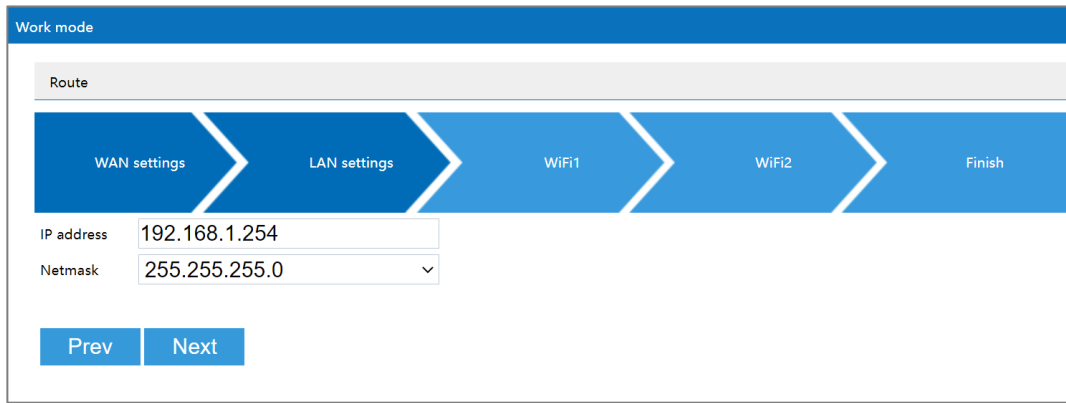 Work mode
Route
WAN settings LAN settings WiFi1 WiFi2 Finish
IP address 192.168.1.254
Netmask 255.255.255.0
Prev Next